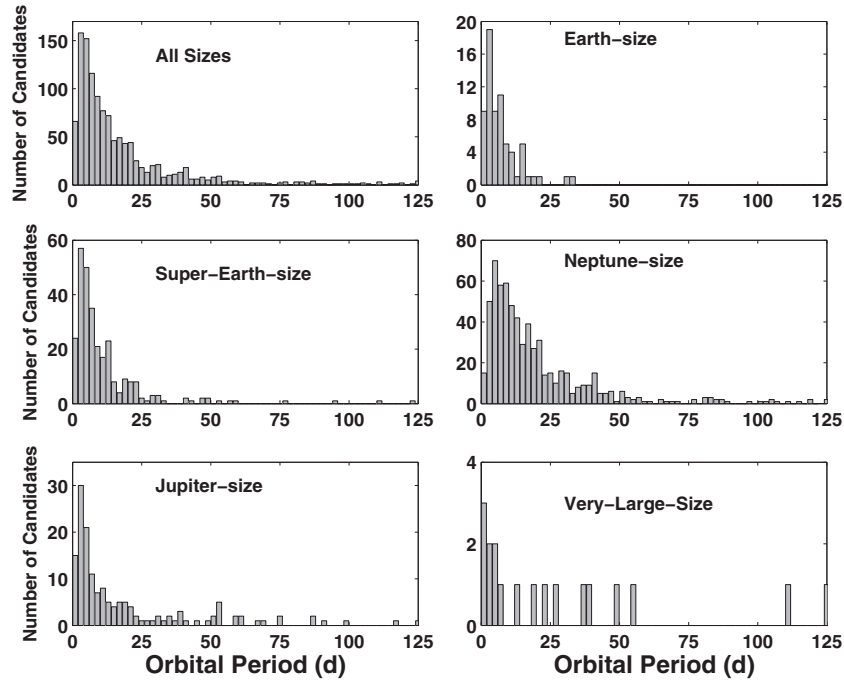 All Sizes
Number of Candidates
150
100
50
0
0 25 50 75 100 125
Earth−size
20
16
12
8
4
0
0 25 50 75 100 125
Super−Earth−size
Number of Candidates
60
40
20
0
0 25 50 75 100 125
Neptune−size
80
60
40
20
0
0 25 50 75 100 125
Jupiter−size
Number of Candidates
30
20
10
0
0 25 50 75 100 125
Orbital Period (d)
Very−Large−Size
4
2
0
0 25 50 75 100 125
Orbital Period (d)